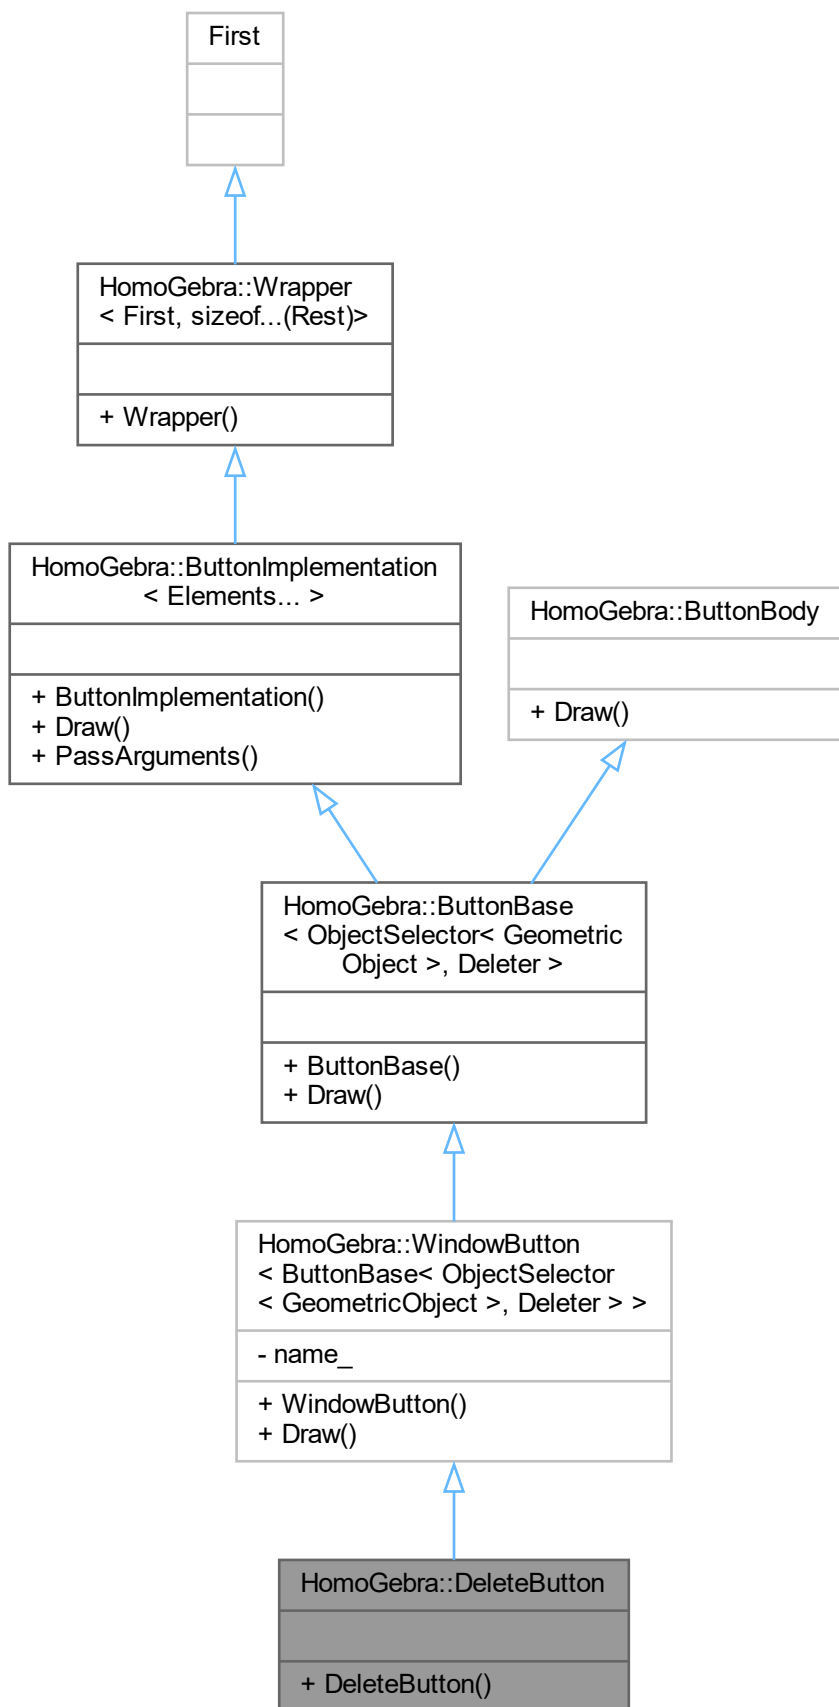 First
HomoGebra::Wrapper
< First, sizeof...(Rest)>
+ Wrapper()
HomoGebra::ButtonImplementation
< Elements... >
+ ButtonImplementation()
+ Draw()
+ PassArguments()
HomoGebra::ButtonBody
+ Draw()
HomoGebra::ButtonBase
< ObjectSelector< Geometric
Object >, Deleter >
+ ButtonBase()
+ Draw()
HomoGebra::WindowButton
< ButtonBase< ObjectSelector
< GeometricObject >, Deleter > >
- name_
+ WindowButton()
+ Draw()
HomoGebra::DeleteButton
+ DeleteButton()